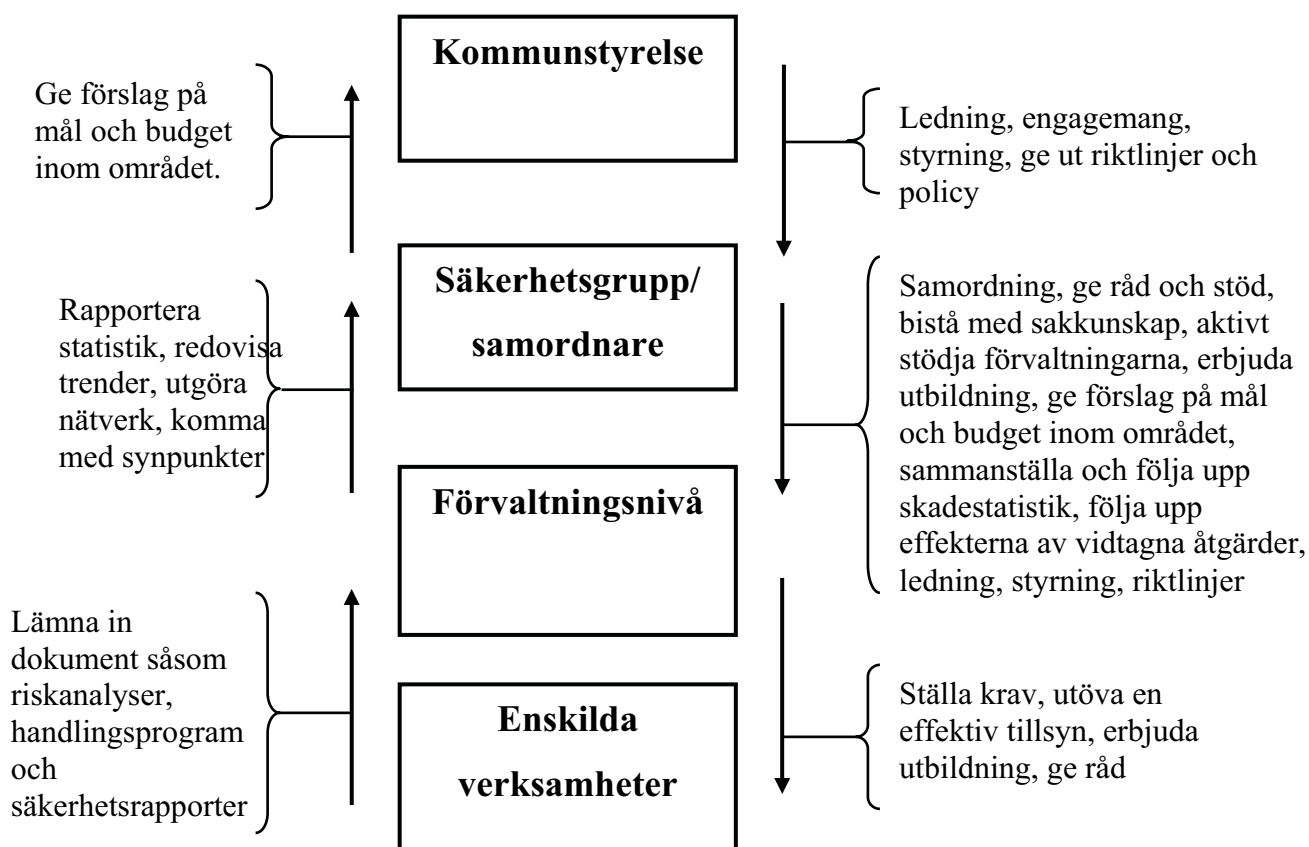 Kommunstyrelse
Ge förslag på
mål och budget
inom området.
Ledning, engagemang,
styrning, ge ut riktlinjer och
policy
Säkerhetsgrupp/
samordnare
Rapportera
statistik, redovisa
trender, utgöra
nätverk, komma
med synpunkter
Samordning, ge råd och stöd,
bistå med sakkunskap, aktivt
stödja förvaltningarna, erbjuda
utbildning, ge förslag på mål
och budget inom området,
sammanställa och följa upp
skadestatistik, följa upp
effekterna av vidtagna åtgärder,
ledning, styrning, riktlinjer
Förvaltningsnivå
Lämna in
dokument såsom
riskanalyser,
handlingsprogram
och
säkerhetsrapporter
Ställa krav, utöva en
effektiv tillsyn, erbjuda
utbildning, ge råd
Enskilda
verksamheter